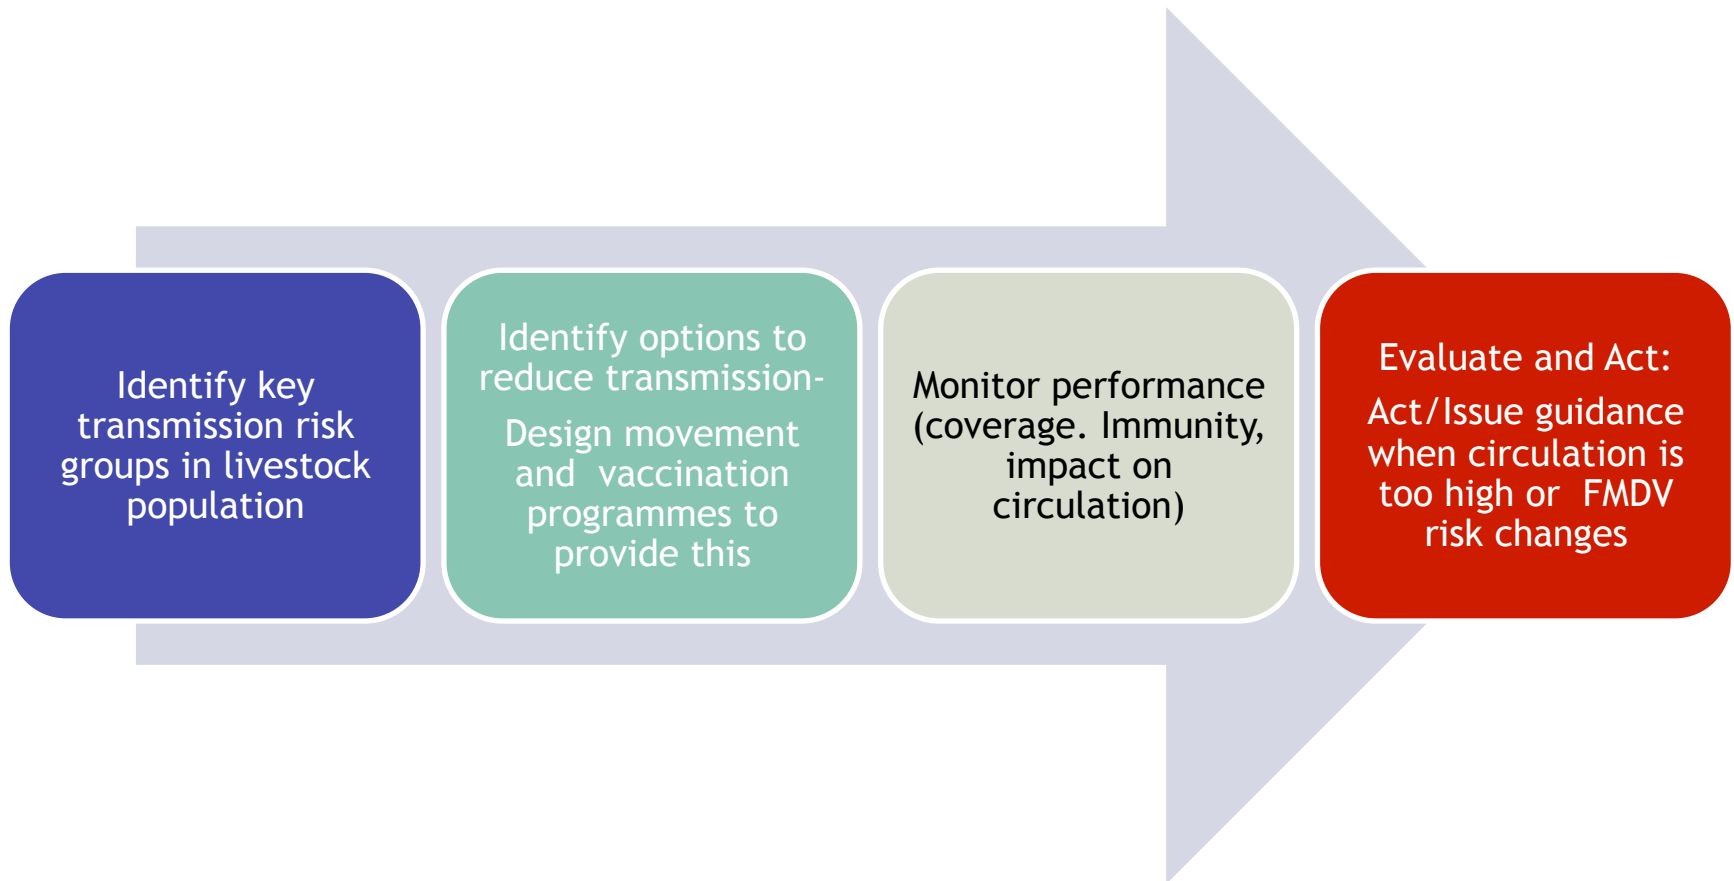 Identify key
transmission risk
groups in livestock
population
Identify options to
reduce transmission-
Design movement
and vaccination
programmes to
provide this
Monitor performance
(coverage. Immunity,
impact on
circulation)
Evaluate and Act:
Act/Issue guidance
when circulation is
too high or FMDV
risk changes